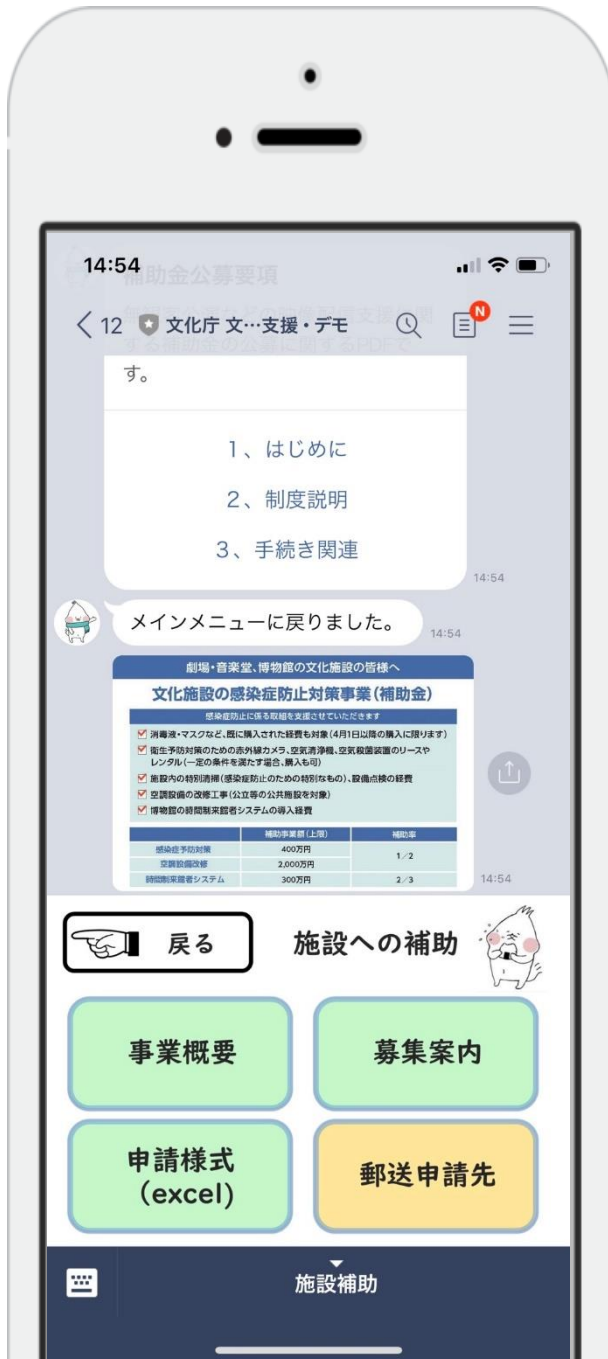 14:54
補助金公募要項
する補助金の公募に関するPDFで
12 文化庁 文…支援・デモ
N
す。
1、はじめに
2、制度説明
3、手続き関連
14:54
メインメニューに戻りました。
14:54
劇場・音楽堂、博物館の文化施設の皆様へ
文化施設の感染症防止対策事業(補助金)
感染症防止に係る取組を支援させていただきます
消毒液・マスクなど、既に購入された経費も対象(4月1日以降の購入に限ります)
衛生予防対策のための赤外線カメラ、空気清浄機、空気殺菌装置のリースや
レンタル(一定の条件を満たす場合、購入も可)
施設内の特別清掃(感染症防止のための特別なもの)、設備点検の経費
空調設備の改修工事(公立等の公共施設を対象)
博物館の時間制来館者システムの導入経費
補助事業額(上限) 補助率
感染症予防対策 400万円 1/2
空調設備改修 2,000万円
時間制来館者システム 300万円 2/3
14:54
戻る 施設への補助
事業概要 募集案内
申請様式
(excel)
郵送申請先
施設補助